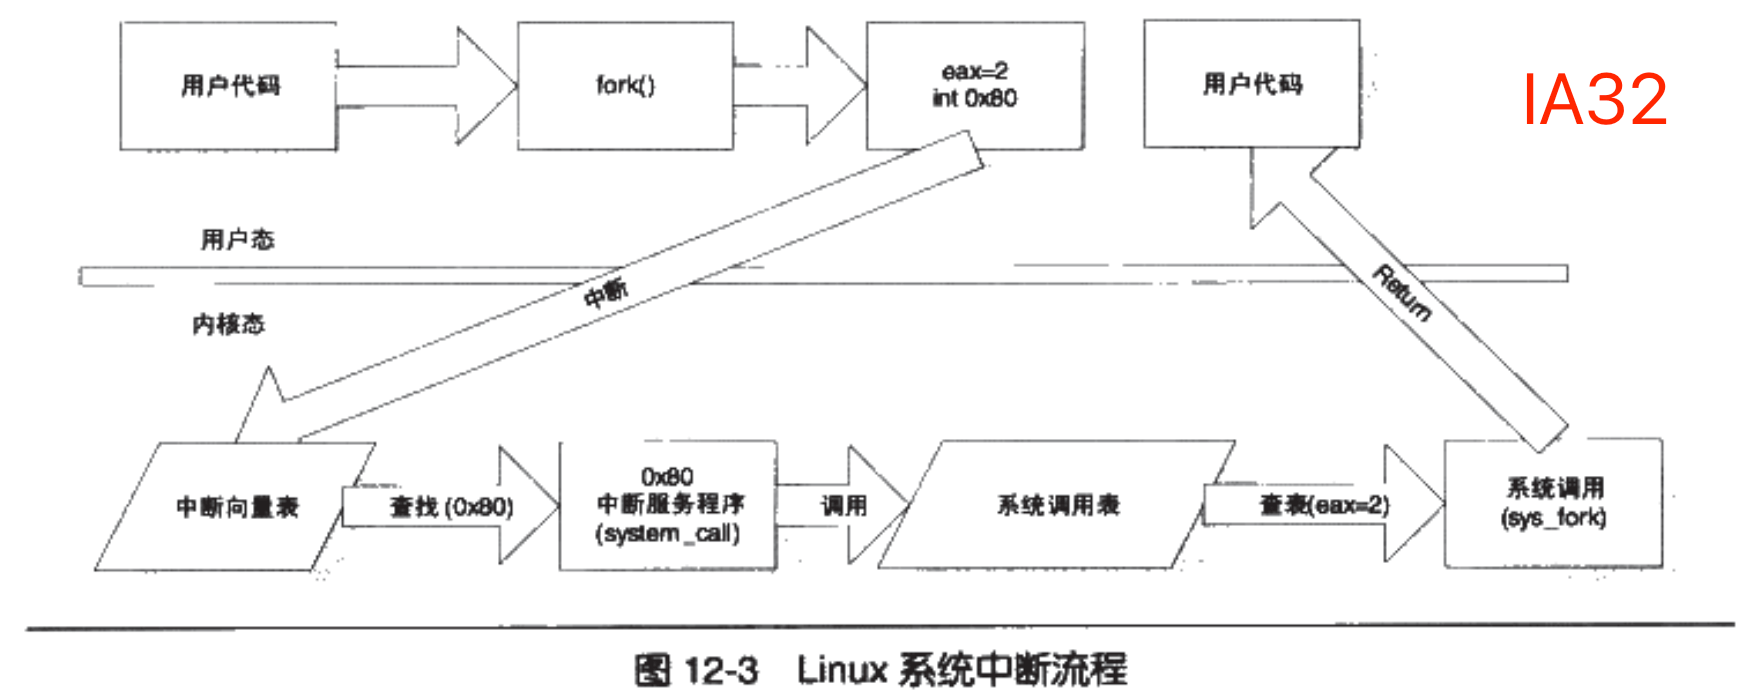 用户代码
fork()
eax=2
int 0x80
用户代码
IA32
用户态
中断
Return
内核态
中断向量表
查找 (0x80)
0x80
中断服务程序
(system_call)
调用
系统调用表
查表(eax=2)
系统调用
(sys_fork)
图 12-3 Linux 系统中断流程